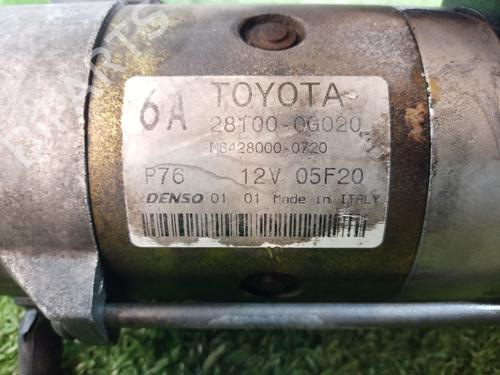 6A TOYOTA
28100-0G020
MS428000-0720
P76 12V 05F20
DENSO 01 01 Made in ITALY